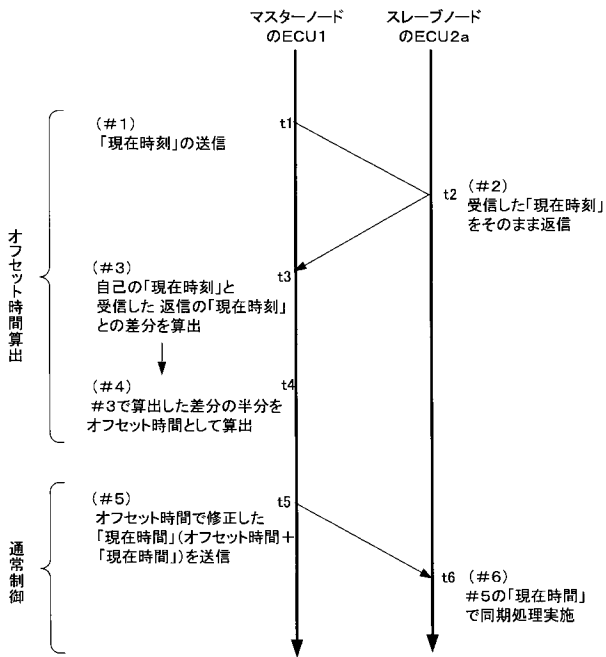 マスターノード
のECU1
スレーブノード
のECU2a
オフセット時間算出
(#1)
「現在時刻」の送信
t1
t2
(#2)
受信した「現在時刻」
をそのまま返信
(#3)
自己の「現在時刻」と
受信した 返信の「現在時刻」
との差分を算出
t3
(#4)
#3で算出した差分の半分を
オフセット時間として算出
t4
通常制御
(#5)
オフセット時間で修正した
「現在時間」(オフセット時間+
「現在時間」)を送信
t5
t6
(#6)
#5の「現在時間」
で同期処理実施